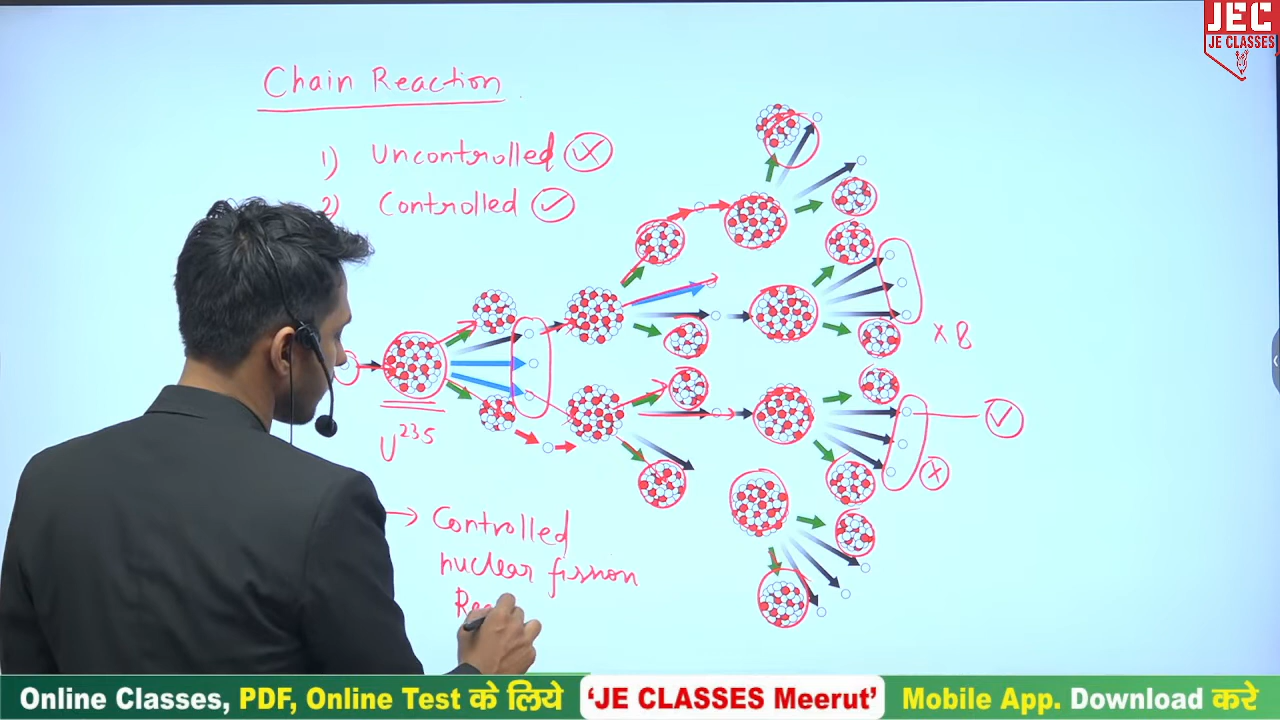 JEC
JE CLASSES
Chain Reaction
1) Uncontrolled
2) Controlled
× 8
U²³⁵
→ Controlled
nuclear fission
Online Classes, PDF, Online Test के लिये 'JE CLASSES Meerut' Mobile App. Download करे